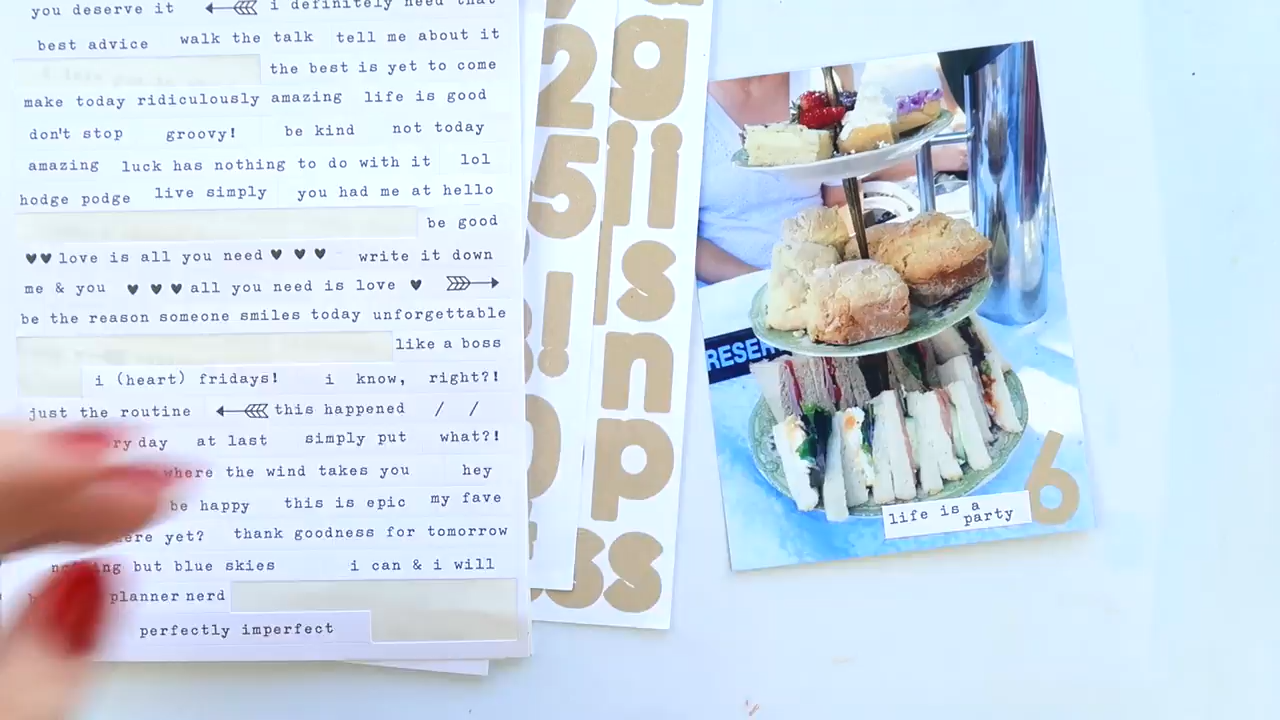 you deserve it i definitely need that
best advice walk the talk tell me about it
the best is yet to come
make today ridiculously amazing life is good
don't stop groovy! be kind not today
amazing luck has nothing to do with it lol
hodge podge live simply you had me at hello
be good
love is all you need write it down
me & you all you need is love
be the reason someone smiles today unforgettable
like a boss
i (heart) fridays! i know, right?!
just the routine this happened / /
day at last simply put what?!
where the wind takes you hey
be happy this is epic my fave
yet? thank goodness for tomorrow
but blue skies i can & i will
planner nerd
perfectly imperfect
2
5
!
g
i i
s
n
p
s s
RESER
life is a
party
6